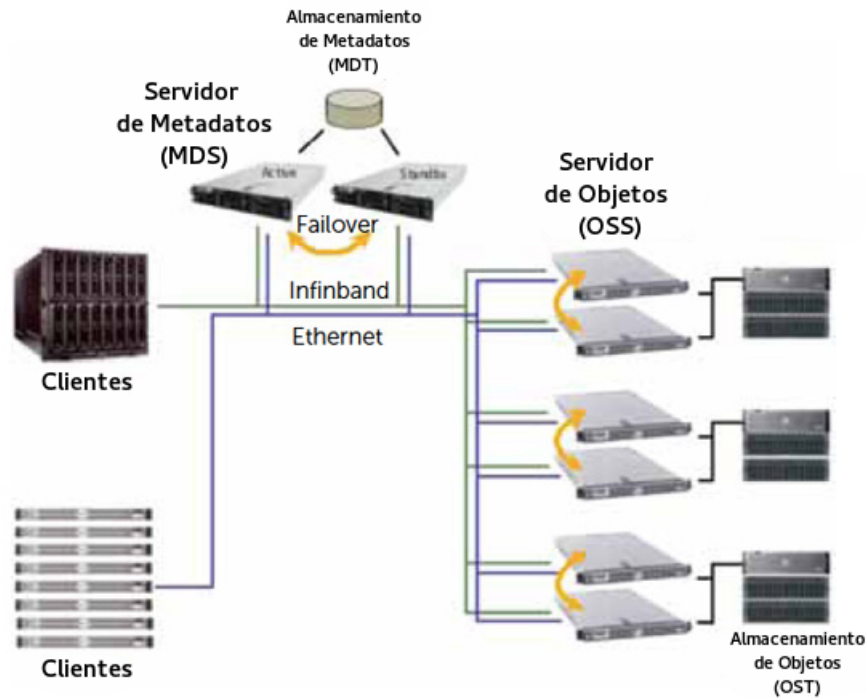 Almacenamiento
de Metadatos
(MDT)
Servidor
de Metadatos
(MDS)
Active
Standby
Servidor
de Objetos
(OSS)
Failover
Infinband
Ethernet
Clientes
Clientes
Almacenamiento
de Objetos
(OST)